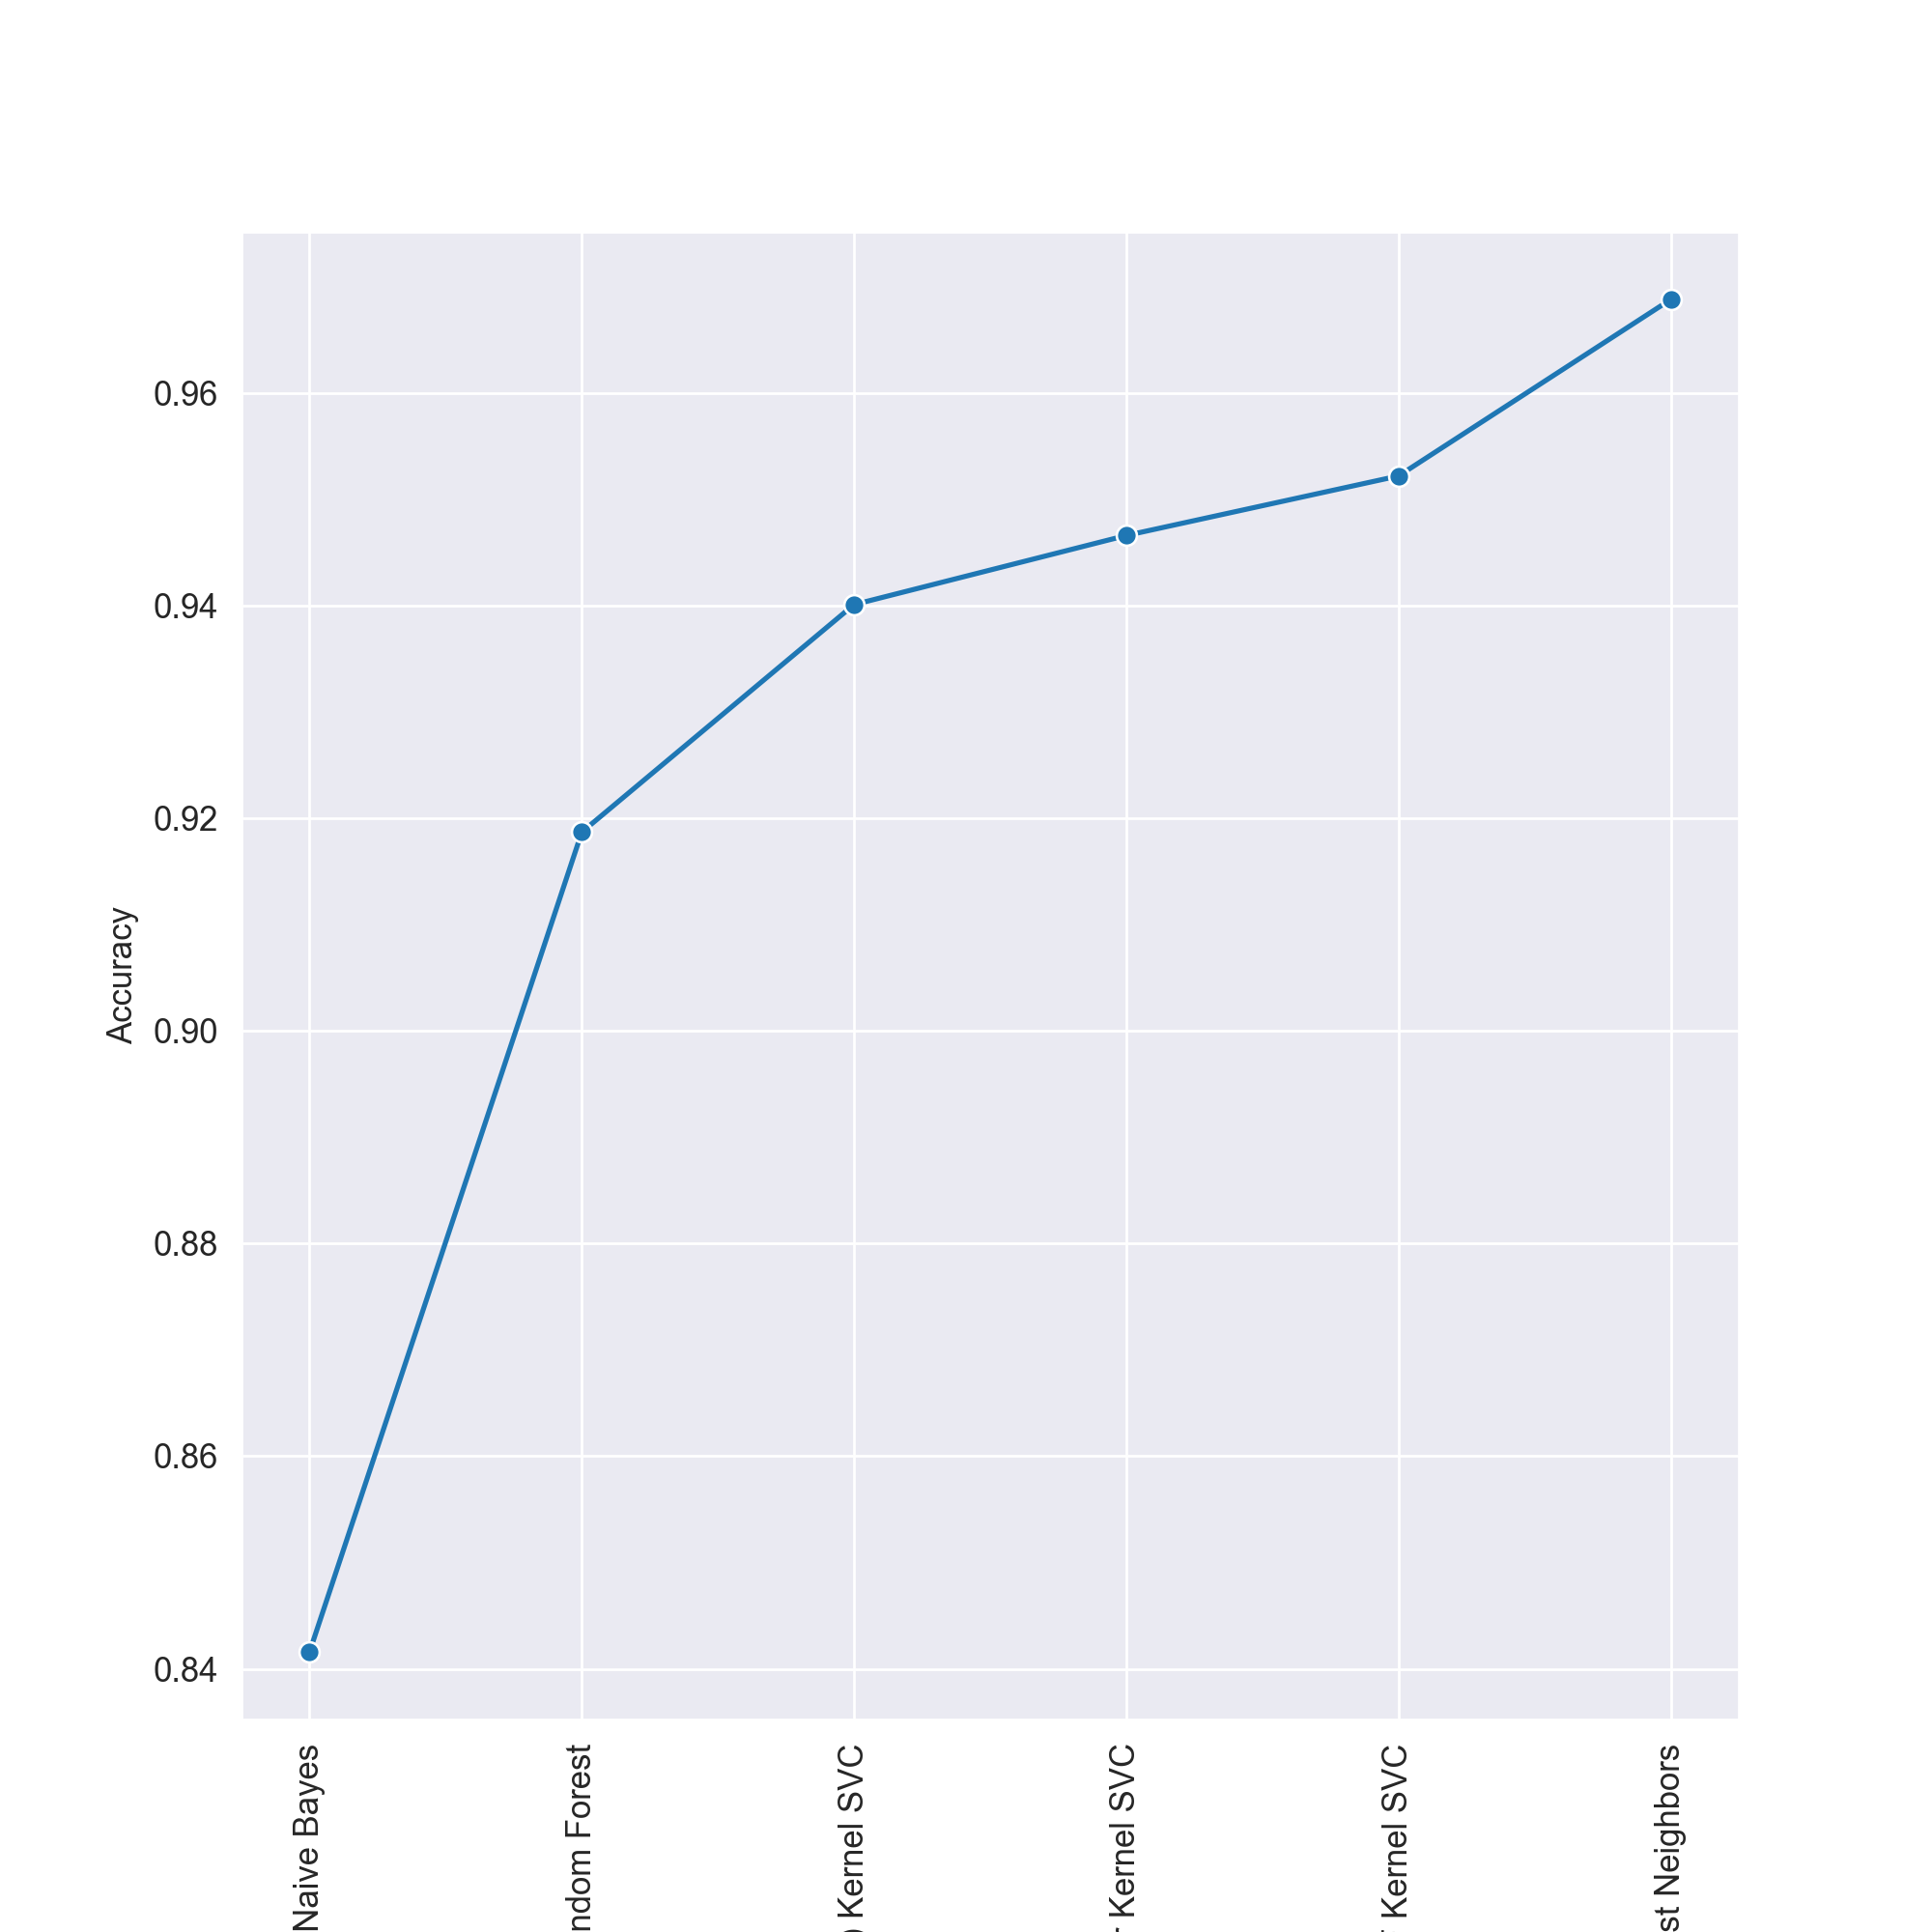 0.96
0.94
0.92
0.90
0.88
0.86
0.84
Accuracy
Naive Bayes
ndom Forest
Kernel SVC
Kernel SVC
Kernel SVC
st Neighbors